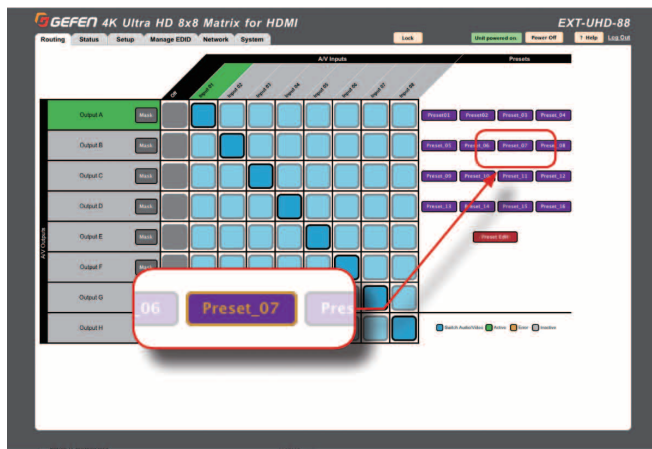 GEFEN 4K Ultra HD 8x8 Matrix for HDMI
EXT-UHD-88
Routing Status Setup Manage EDID Network System
Lock
Unit powered on Power Off ? Help Log Out
A/V Inputs
Presets
Off Input 01 Input 02 Input 03 Input 04 Input 05 Input 06 Input 07 Input 08
A/V Outputs
Output A Mask
Output B Mask
Output C Mask
Output D Mask
Output E Mask
Output F Mask
Output G
Output H
Preset01 Preset02 Preset_03 Preset_04
Preset_05 Preset_06 Preset_07 Preset_08
Preset_09 Preset_10 Preset_11 Preset_12
Preset_13 Preset_14 Preset_15 Preset_16
Preset Edit
_06 Preset_07 Pres
Switch Audio/Video Active Error Inactive